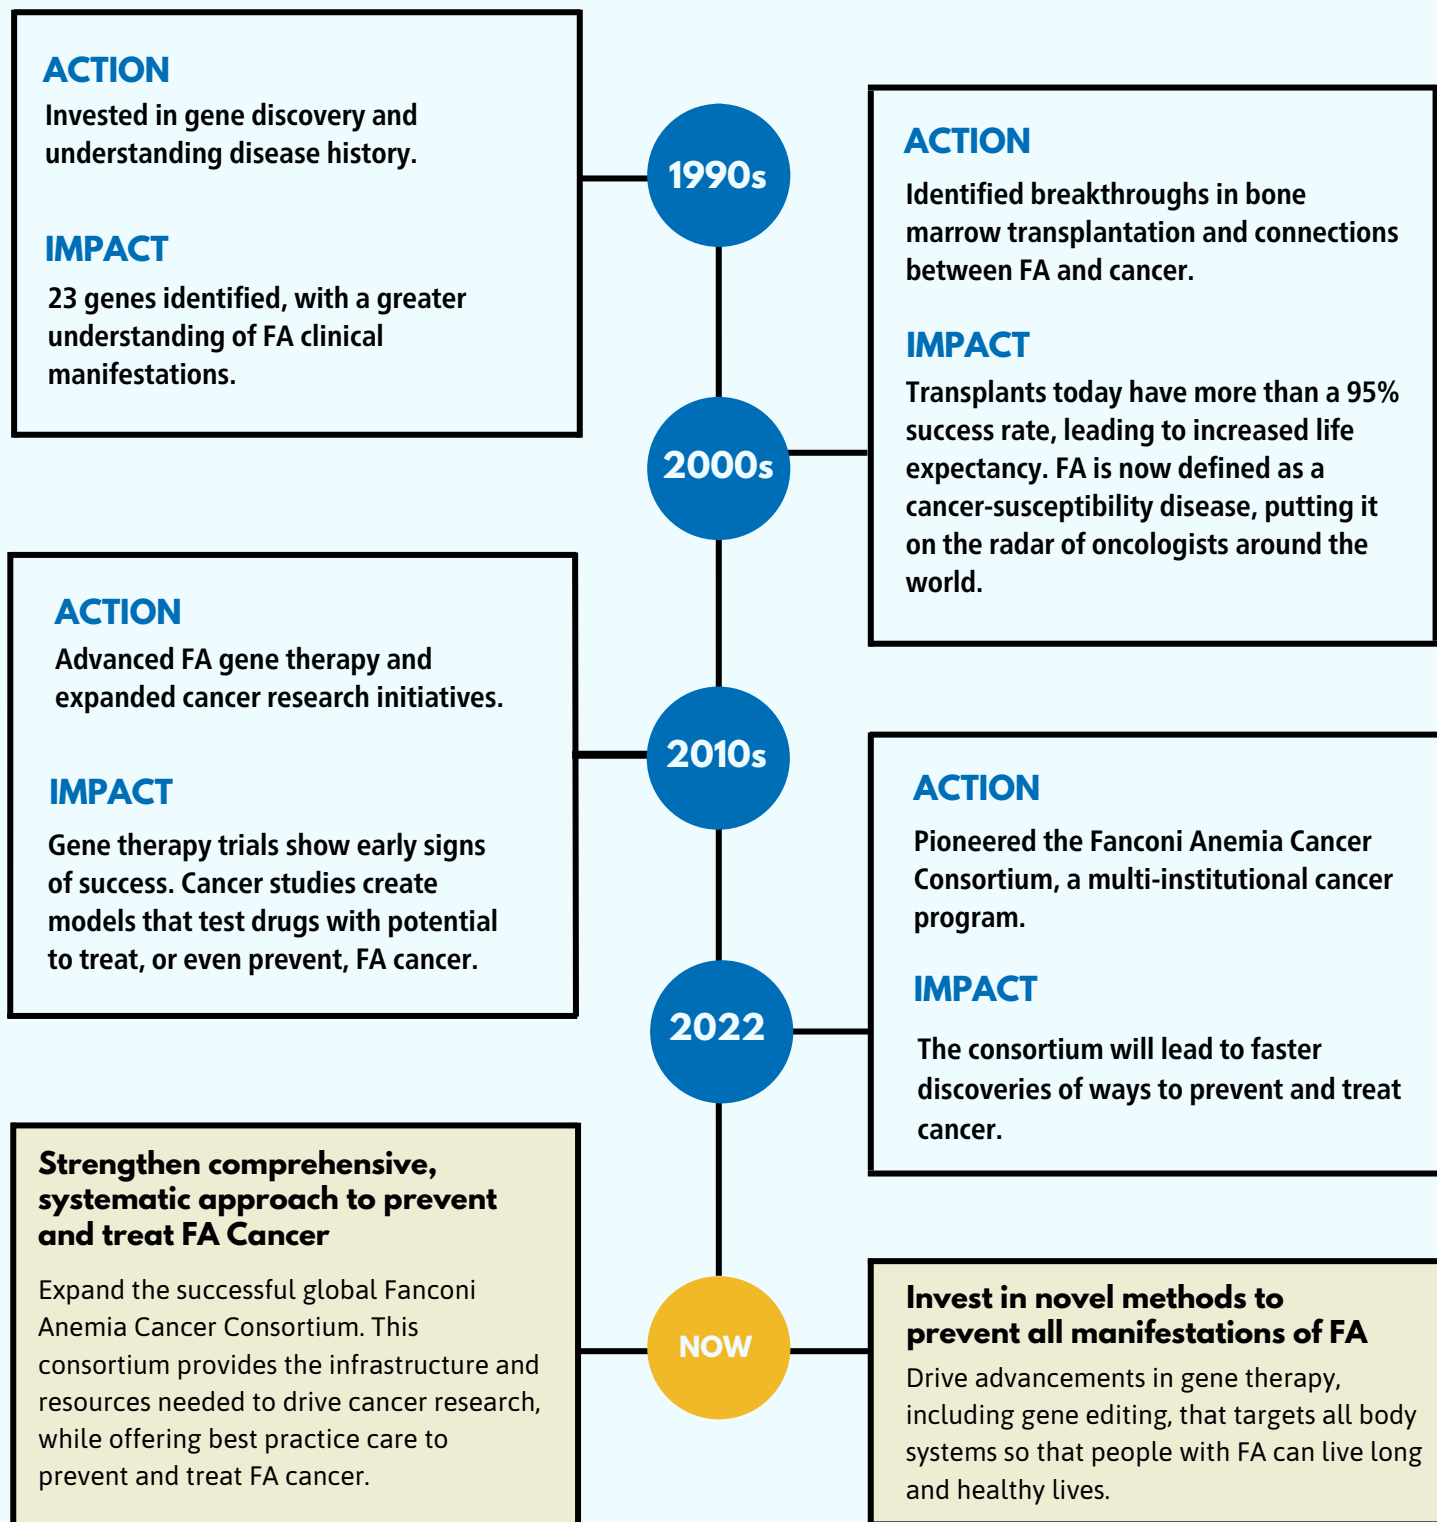 ACTION
Invested in gene discovery and
understanding disease history.
IMPACT
23 genes identified, with a greater
understanding of FA clinical
manifestations.
1990s
ACTION
Identified breakthroughs in bone
marrow transplantation and connections
between FA and cancer.
IMPACT
Transplants today have more than a 95%
success rate, leading to increased life
expectancy. FA is now defined as a
cancer-susceptibility disease, putting it
on the radar of oncologists around the
world.
2000s
ACTION
Advanced FA gene therapy and
expanded cancer research initiatives.
IMPACT
Gene therapy trials show early signs
of success. Cancer studies create
models that test drugs with potential
to treat, or even prevent, FA cancer.
2010s
ACTION
Pioneered the Fanconi Anemia Cancer
Consortium, a multi-institutional cancer
program.
IMPACT
The consortium will lead to faster
discoveries of ways to prevent and treat
cancer.
2022
Strengthen comprehensive,
systematic approach to prevent
and treat FA Cancer
Expand the successful global Fanconi
Anemia Cancer Consortium. This
consortium provides the infrastructure and
resources needed to drive cancer research,
while offering best practice care to
prevent and treat FA cancer.
NOW
Invest in novel methods to
prevent all manifestations of FA
Drive advancements in gene therapy,
including gene editing, that targets all body
systems so that people with FA can live long
and healthy lives.